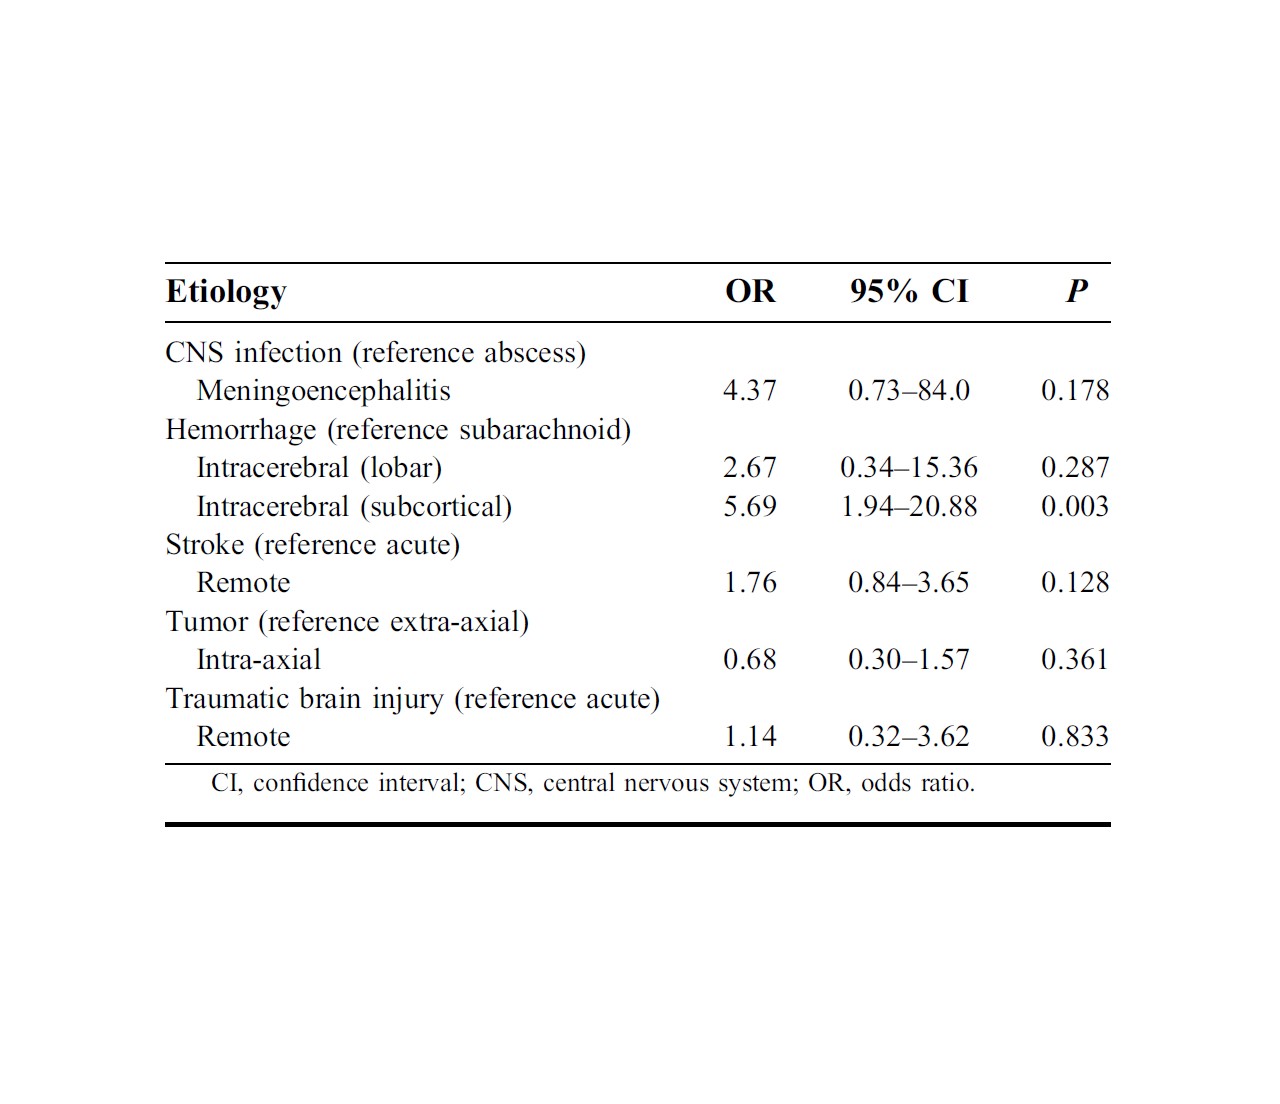 Etiology OR 95% CI P
CNS infection (reference abscess)
Meningoencephalitis 4.37 0.73–84.0 0.178
Hemorrhage (reference subarachnoid)
Intracerebral (lobar) 2.67 0.34–15.36 0.287
Intracerebral (subcortical) 5.69 1.94–20.88 0.003
Stroke (reference acute)
Remote 1.76 0.84–3.65 0.128
Tumor (reference extra-axial)
Intra-axial 0.68 0.30–1.57 0.361
Traumatic brain injury (reference acute)
Remote 1.14 0.32–3.62 0.833
CI, confidence interval; CNS, central nervous system; OR, odds ratio.